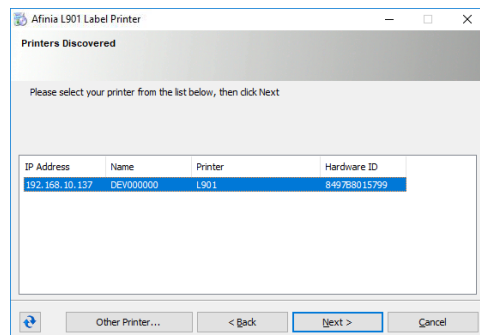 Afinia L901 Label Printer
Printers Discovered
Please select your printer from the list below, then click Next
IP Address Name Printer Hardware ID
192.168.10.137 DEV000000 L901 8497B8015799
Other Printer... < Back Next > Cancel